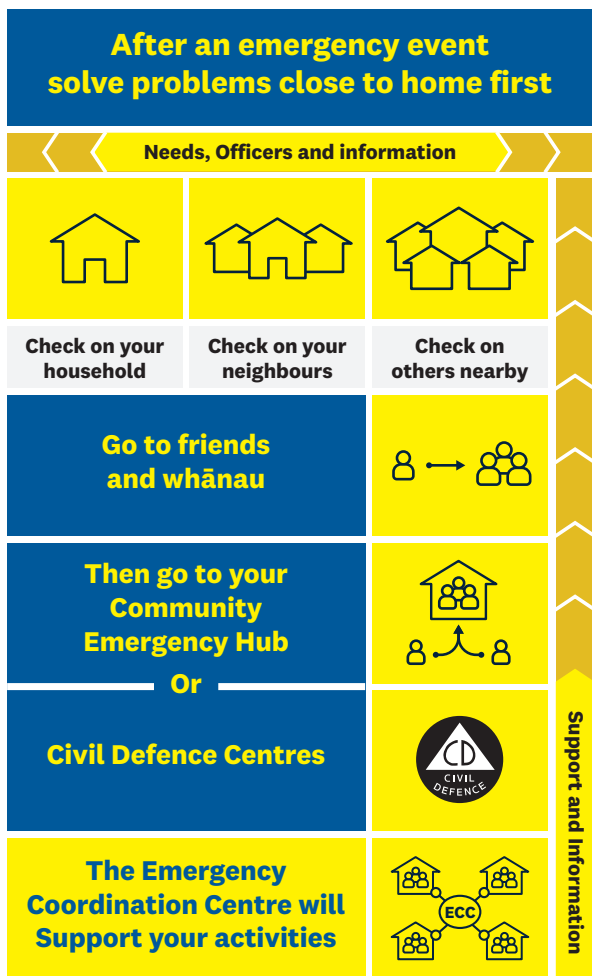 After an emergency event
solve problems close to home first
Needs, Officers and information
Check on your
household
Check on your
neighbours
Check on
others nearby
Go to friends
and whānau
Then go to your
Community
Emergency Hub
Or
Civil Defence Centres
CD
CIVIL
DEFENCE
The Emergency
Coordination Centre will
Support your activities
ECC
Support and Information